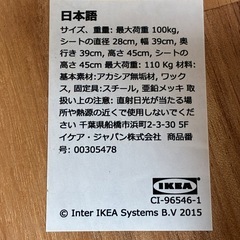 日本語
サイズ、重量: 最大荷重 100kg,
シートの直径 28cm, 幅 39cm, 奥
行き 39cm, 高さ 45cm, シートの
高さ 45cm 最大荷重: 110 Kg 材料:
基本素材:アカシア無垢材, ワック
ス, 固定具:スチール, 亜鉛メッキ 取
扱い上の注意: 直射日光が当たる場
所や熱源の近くで使用しないでくだ
さい 千葉県船橋市浜町2-3-30 5F
イケア・ジャパン株式会社 商品番
号: 00305478
IKEA
CI-96546-1
© Inter IKEA Systems B.V 2015